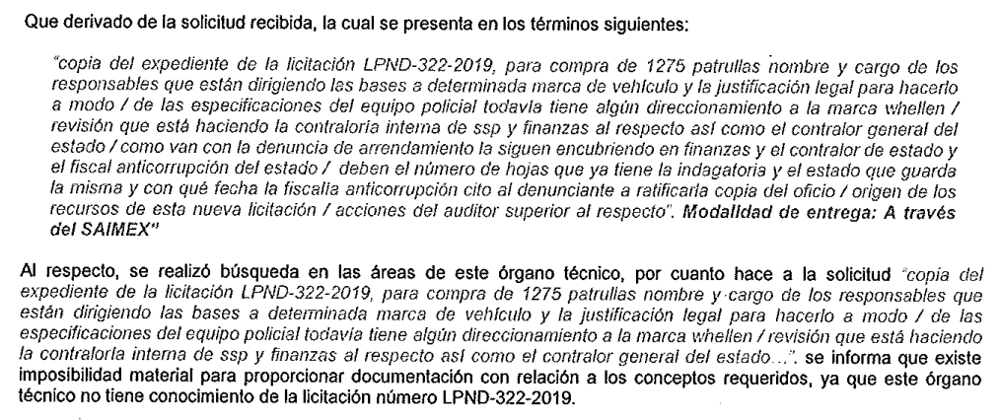 Que derivado de la solicitud recibida, la cual se presenta en los términos siguientes:
"copia del expediente de la licitación LPND-322-2019, para compra de 1275 patrullas nombre y cargo de los
responsables que están dirigiendo las bases a determinada marca de vehículo y la justificación legal para hacerlo
a modo / de las especificaciones del equipo policial todavía tiene algún direccionamiento a la marca whellen /
revisión que está haciendo la contraloria interna de ssp y finanzas al respecto así como el contralor general del
estado / como van con la denuncia de arrendamiento la siguen encubriendo en finanzas y el contralor de estado y
el fiscal anticorrupción del estado / deben el número de hojas que ya tiene la indagatoria y el estado que guarda
la misma y con qué fecha la fiscalía anticorrupción cito al denunciante a ratificarla copia del oficio / origen de los
recursos de esta nueva licitación / acciones del auditor superior al respecto". Modalidad de entrega: A través
del SAIMEX"
Al respecto, se realizó búsqueda en las áreas de este órgano técnico, por cuanto hace a la solicitud "copia del
expediente de la licitación LPND-322-2019, para compra de 1275 patrullas nombre y cargo de los responsables que
están dirigiendo las bases a determinada marca de vehículo y la justificación legal para hacerlo a modo / de las
especificaciones del equipo policial todavía tiene algún direccionamiento a la marca whellen / revisión que está haciendo
la contraloría interna de ssp y finanzas al respecto así como el contralor general del estado...". se informa que existe
imposibilidad material para proporcionar documentación con relación a los conceptos requeridos, ya que este órgano
técnico no tiene conocimiento de la licitación número LPND-322-2019.